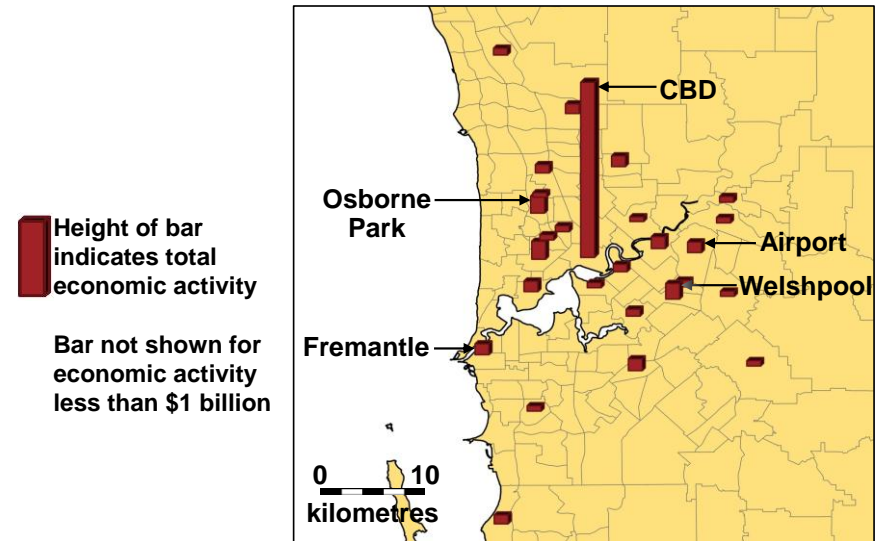 Height of bar
indicates total
economic activity
Bar not shown for
economic activity
less than $1 billion
CBD
Osborne
Park
Airport
Welshpool
Fremantle
0 10
kilometres